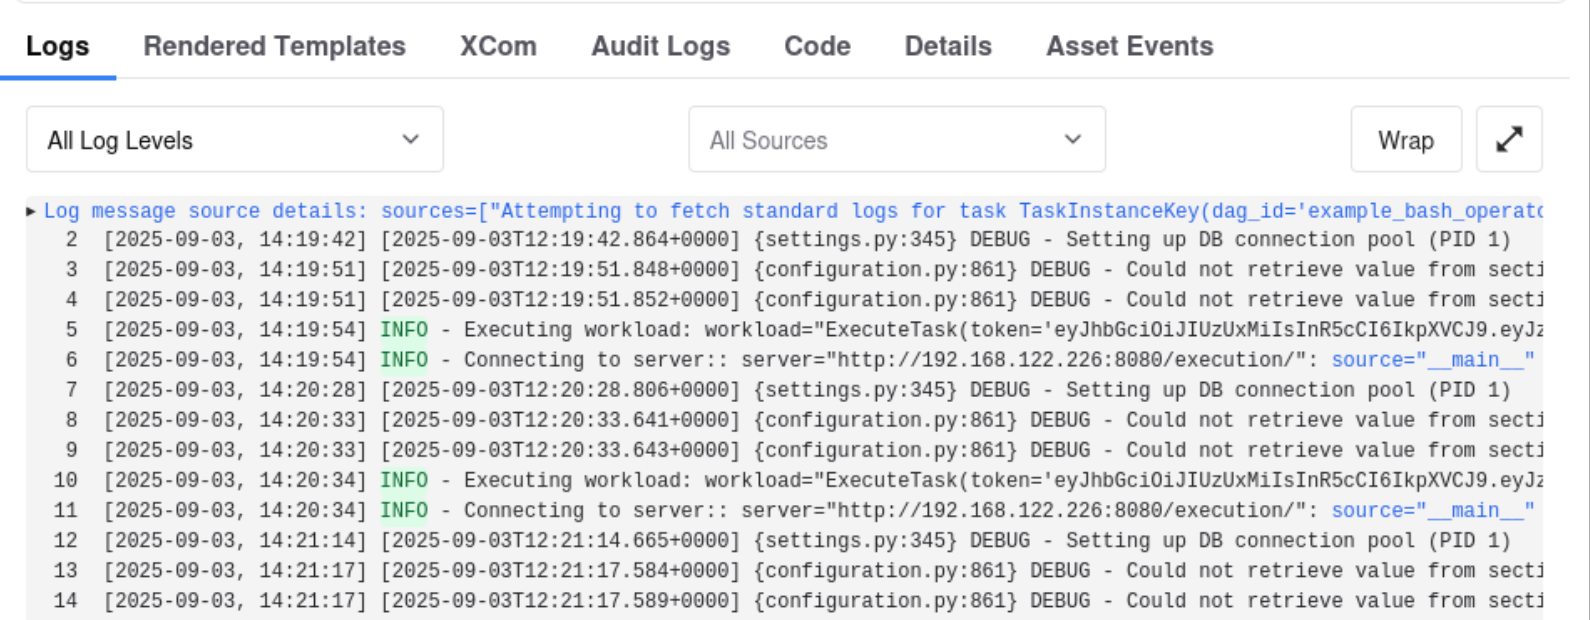 Logs Rendered Templates XCom Audit Logs Code Details Asset Events
All Log Levels All Sources Wrap
Log message source details: sources=["Attempting to fetch standard logs for task TaskInstanceKey(dag_id='example_bash_operato
2 [2025-09-03, 14:19:42] [2025-09-03T12:19:42.864+0000] {settings.py:345} DEBUG - Setting up DB connection pool (PID 1)
3 [2025-09-03, 14:19:51] [2025-09-03T12:19:51.848+0000] {configuration.py:861} DEBUG - Could not retrieve value from secti
4 [2025-09-03, 14:19:51] [2025-09-03T12:19:51.852+0000] {configuration.py:861} DEBUG - Could not retrieve value from secti
5 [2025-09-03, 14:19:54] INFO - Executing workload: workload="ExecuteTask(token='eyJhbGciOiJIUzUxMiIsInR5cCI6IkpXVCJ9.eyJz
6 [2025-09-03, 14:19:54] INFO - Connecting to server:: server="http://192.168.122.226:8080/execution/": source="__main__"
7 [2025-09-03, 14:20:28] [2025-09-03T12:20:28.806+0000] {settings.py:345} DEBUG - Setting up DB connection pool (PID 1)
8 [2025-09-03, 14:20:33] [2025-09-03T12:20:33.641+0000] {configuration.py:861} DEBUG - Could not retrieve value from secti
9 [2025-09-03, 14:20:33] [2025-09-03T12:20:33.643+0000] {configuration.py:861} DEBUG - Could not retrieve value from secti
10 [2025-09-03, 14:20:34] INFO - Executing workload: workload="ExecuteTask(token='eyJhbGciOiJIUzUxMiIsInR5cCI6IkpXVCJ9.eyJz
11 [2025-09-03, 14:20:34] INFO - Connecting to server:: server="http://192.168.122.226:8080/execution/": source="__main__"
12 [2025-09-03, 14:21:14] [2025-09-03T12:21:14.665+0000] {settings.py:345} DEBUG - Setting up DB connection pool (PID 1)
13 [2025-09-03, 14:21:17] [2025-09-03T12:21:17.584+0000] {configuration.py:861} DEBUG - Could not retrieve value from secti
14 [2025-09-03, 14:21:17] [2025-09-03T12:21:17.589+0000] {configuration.py:861} DEBUG - Could not retrieve value from secti